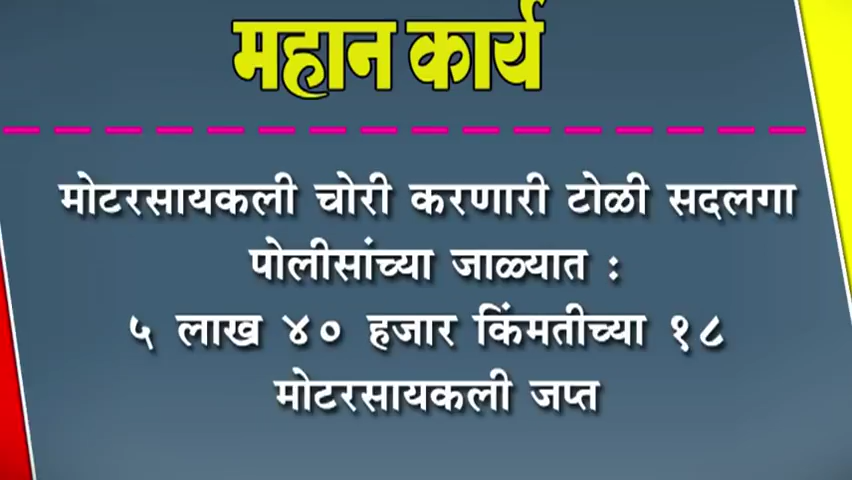 महान कार्य
मोटरसायकली चोरी करणारी टोळी सदलगा
पोलीसांच्या जाळ्यात :
५ लाख ४० हजार किंमतीच्या १८
मोटरसायकली जप्त